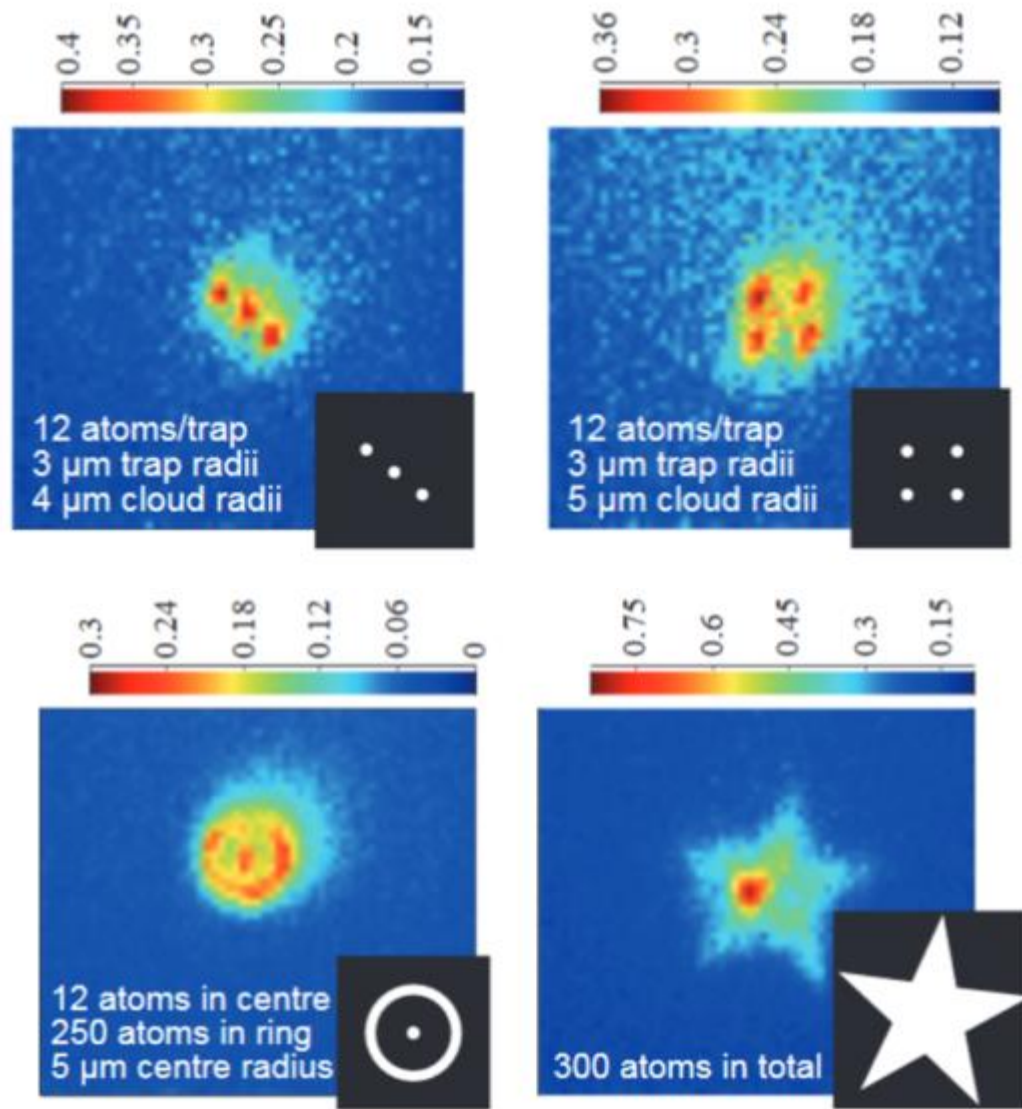 0.4 0.35 0.3 0.25 0.2 0.15
0.36 0.3 0.24 0.18 0.12
12 atoms/trap
3 µm trap radii
4 µm cloud radii
12 atoms/trap
3 µm trap radii
5 µm cloud radii
0.3 0.24 0.18 0.12 0.06 0
0.75 0.6 0.45 0.3 0.15
12 atoms in centre
250 atoms in ring
5 µm centre radius
300 atoms in total